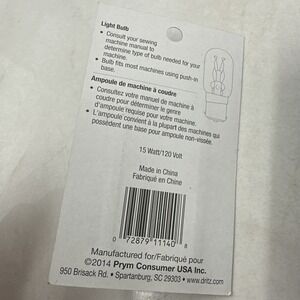 Light Bulb
• Consult your sewing
machine manual to
determine type of bulb needed for your
machine.
• Bulb fits most machines using push-in
base.
Ampoule de machine à coudre
• Consultez votre manuel de machine à
coudre pour déterminer le genre
d'ampoule requise pour votre machine.
• L'ampoule convient à la plupart des machines qui
possèdent une base pour ampoule non-vissée.
15 Watt/120 Volt
Made in China
Fabriqué en Chine
0 72879 11140 8
Manufactured for/Fabriqué pour
©2014 Prym Consumer USA Inc.
950 Brisack Rd. • Spartanburg, SC 29303 • www.dritz.com